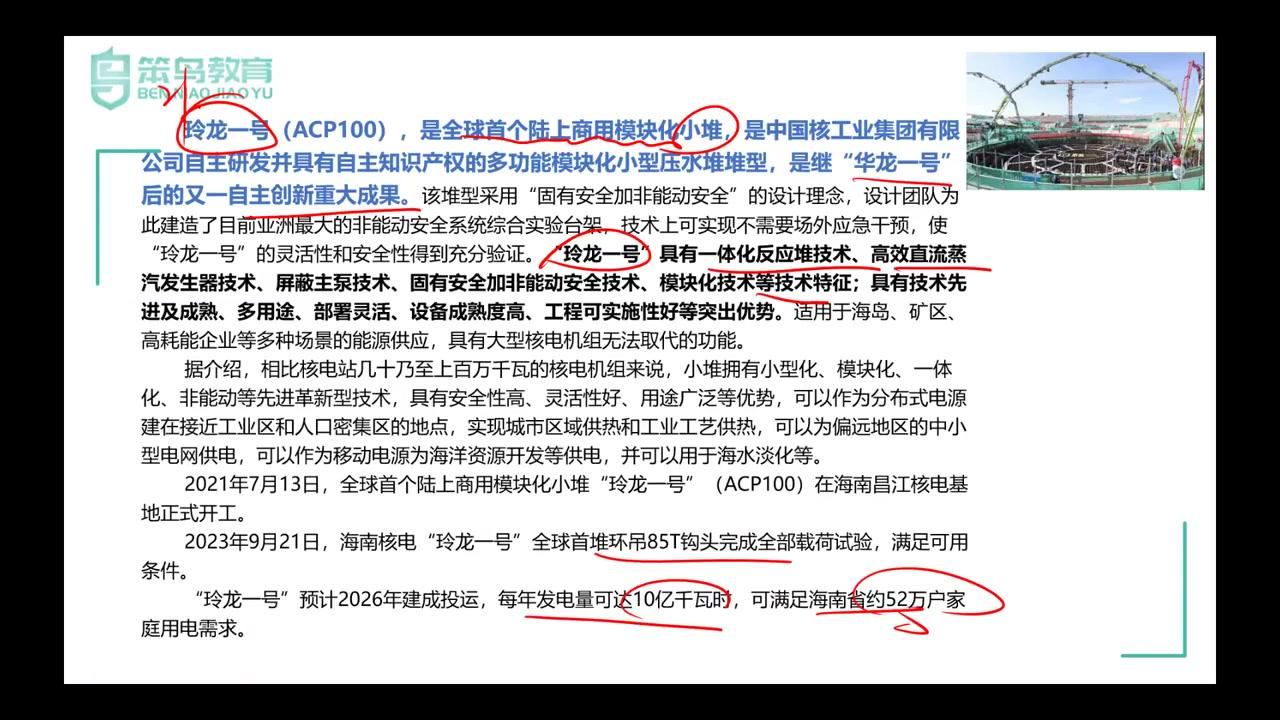 笨鸟教育
BEN NIAO JIAO YU
玲龙一号（ACP100），是全球首个陆上商用模块化小堆，是中国核工业集团有限
公司自主研发并具有自主知识产权的多功能模块化小型压水堆堆型，是继“华龙一号”
后的又一自主创新重大成果。该堆型采用“固有安全加非能动安全”的设计理念，设计团队为
此建造了目前亚洲最大的非能动安全系统综合实验台架，技术上可实现不需要场外应急干预，使
“玲龙一号”的灵活性和安全性得到充分验证。“玲龙一号”具有一体化反应堆技术、高效直流蒸
汽发生器技术、屏蔽主泵技术、固有安全加非能动安全技术、模块化技术等技术特征；具有技术先
进及成熟、多用途、部署灵活、设备成熟度高、工程可实施性好等突出优势。适用于海岛、矿区、
高耗能企业等多种场景的能源供应，具有大型核电机组无法取代的功能。
据介绍，相比核电站几十乃至上百万千瓦的核电机组来说，小堆拥有小型化、模块化、一体
化、非能动等先进革新型技术，具有安全性高、灵活性好、用途广泛等优势，可以作为分布式电源
建在接近工业区和人口密集区的地点，实现城市区域供热和工业工艺供热，可以为偏远地区的中小
型电网供电，可以作为移动电源为海洋资源开发等供电，并可以用于海水淡化等。
2021年7月13日，全球首个陆上商用模块化小堆“玲龙一号”（ACP100）在海南昌江核电基
地正式开工。
2023年9月21日，海南核电“玲龙一号”全球首堆环吊85T钩头完成全部载荷试验，满足可用
条件。
“玲龙一号”预计2026年建成投运，每年发电量可达10亿千瓦时，可满足海南省约52万户家
庭用电需求。